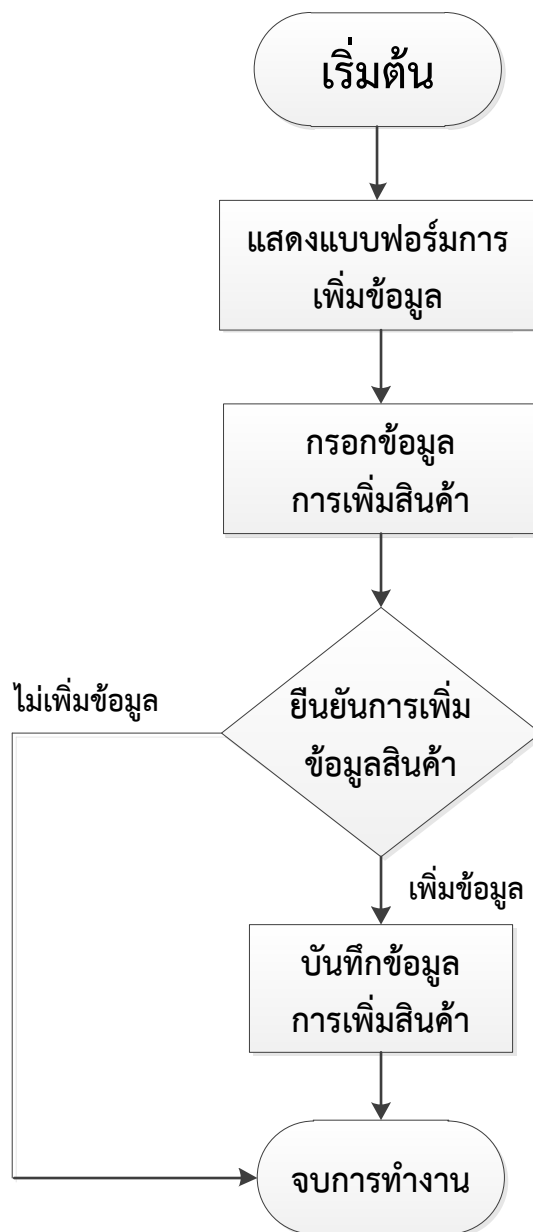 เริ่มต้น
แสดงแบบฟอร์มการ
เพิ่มข้อมูล
กรอกข้อมูล
การเพิ่มสินค้า
ไม่เพิ่มข้อมูล
ยืนยันการเพิ่ม
ข้อมูลสินค้า
เพิ่มข้อมูล
บันทึกข้อมูล
การเพิ่มสินค้า
จบการทำงาน